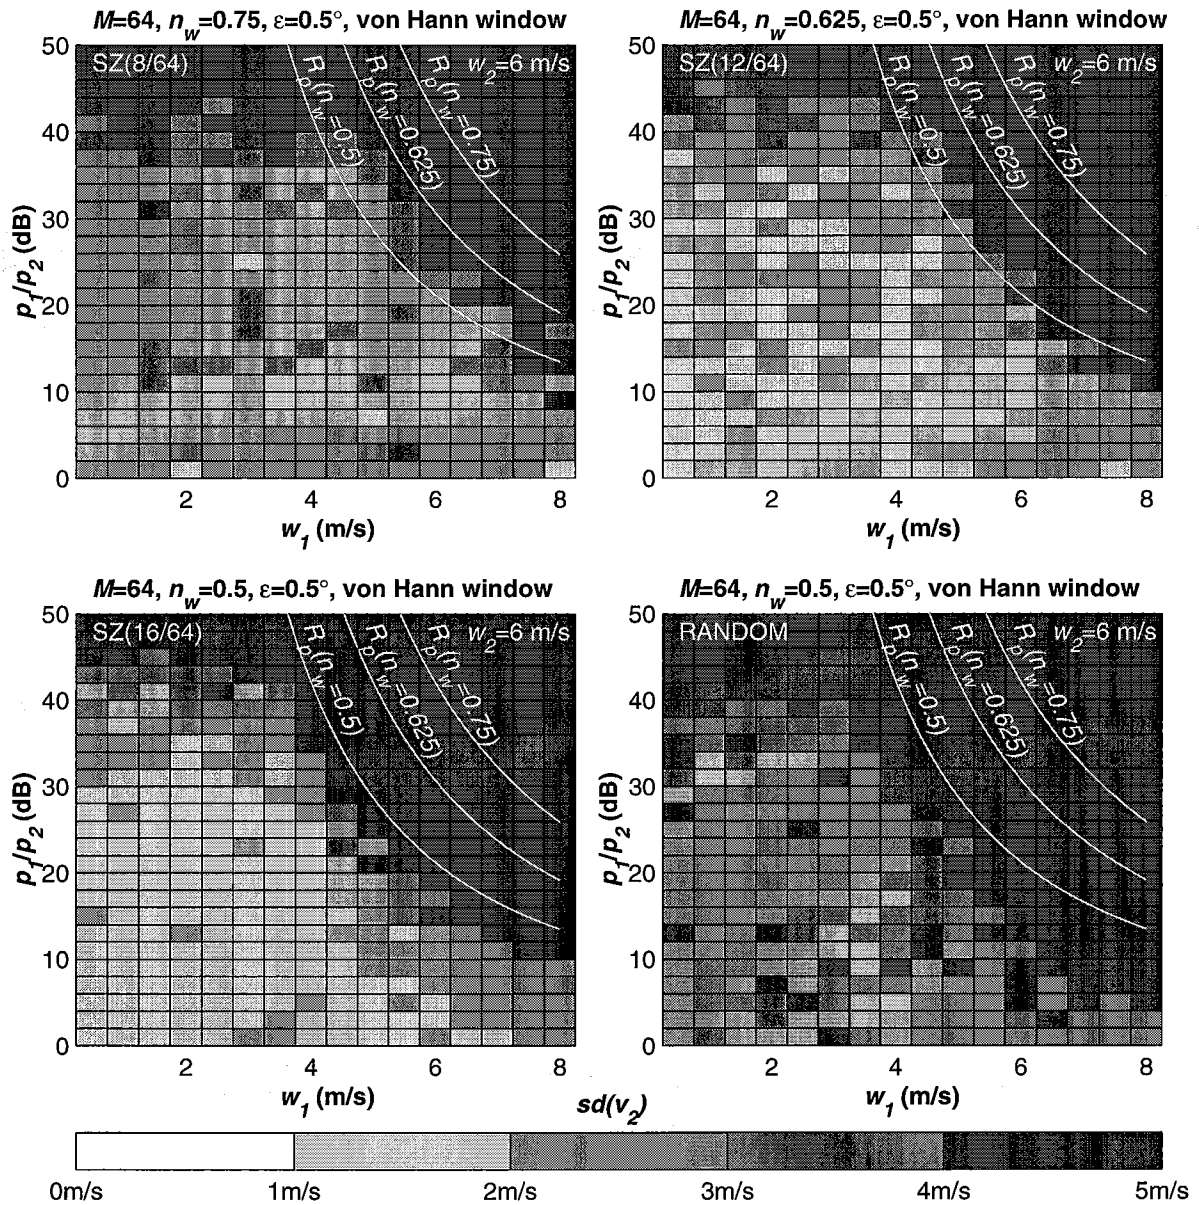 M=64, n_w=0.75, ε=0.5°, von Hann window
SZ(8/64)
w_2=6 m/s
R_p(n_w=0.5)
R_p(n_w=0.625)
R_p(n_w=0.75)
p_1/p_2 (dB)
50
40
30
20
10
0
2 4 6 8
w_1 (m/s)
M=64, n_w=0.625, ε=0.5°, von Hann window
SZ(12/64)
w_2=6 m/s
R_p(n_w=0.5)
R_p(n_w=0.625)
R_p(n_w=0.75)
p_1/p_2 (dB)
50
40
30
20
10
0
2 4 6 8
w_1 (m/s)
M=64, n_w=0.5, ε=0.5°, von Hann window
SZ(16/64)
w_2=6 m/s
R_p(n_w=0.5)
R_p(n_w=0.625)
R_p(n_w=0.75)
p_1/p_2 (dB)
50
40
30
20
10
0
2 4 6 8
w_1 (m/s)
M=64, n_w=0.5, ε=0.5°, von Hann window
RANDOM
w_2=6 m/s
R_p(n_w=0.5)
R_p(n_w=0.625)
R_p(n_w=0.75)
p_1/p_2 (dB)
50
40
30
20
10
0
2 4 6 8
w_1 (m/s)
sd(v_2)
0m/s 1m/s 2m/s 3m/s 4m/s 5m/s